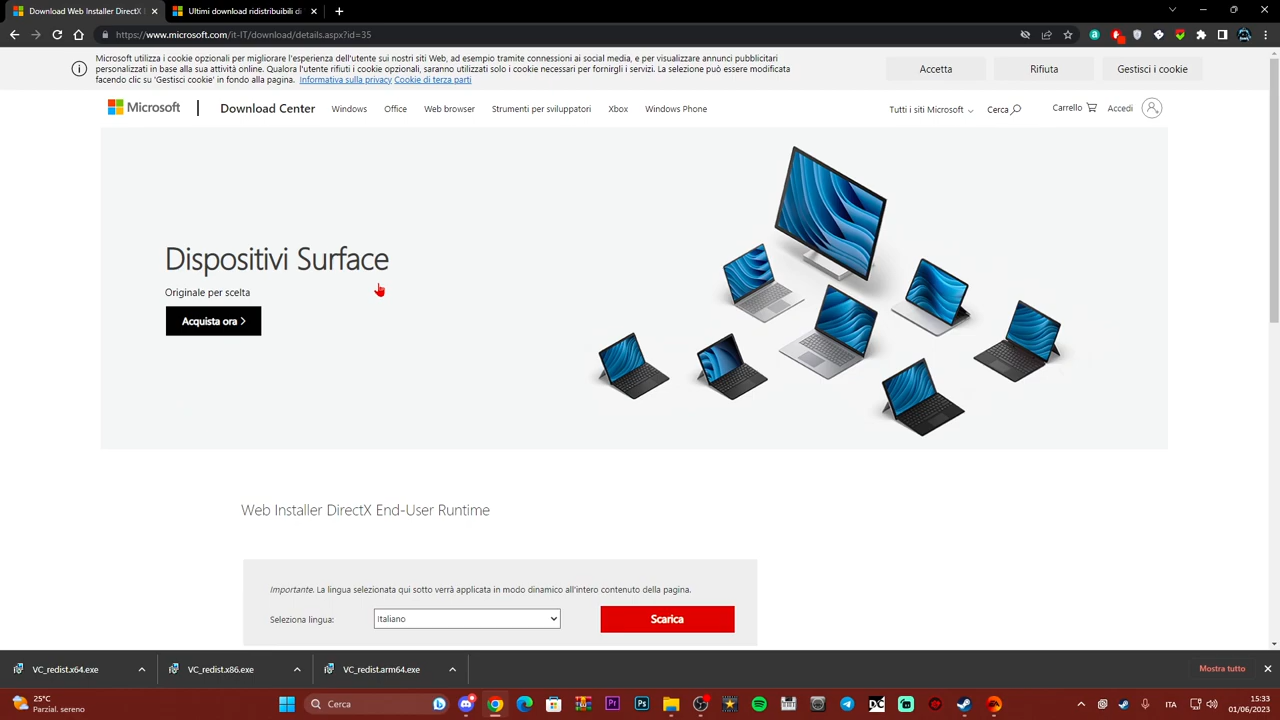 Download Web Installer DirectX
Ultimi download ridistribuibili di
https://www.microsoft.com/it-IT/download/details.aspx?id=35
Microsoft utilizza i cookie opzionali per migliorare l'esperienza dell'utente sui nostri siti Web, ad esempio tramite connessioni ai social media, e per visualizzare annunci pubblicitari
personalizzati in base alla sua attività online. Qualora l'utente rifiuti i cookie opzionali, saranno utilizzati solo i cookie necessari per fornirgli i servizi. La selezione può essere modificata
facendo clic su 'Gestisci cookie' in fondo alla pagina. Informativa sulla privacy Cookie di terza parti
Accetta
Rifiuta
Gestisci i cookie
Microsoft
Download Center
Windows
Office
Web browser
Strumenti per sviluppatori
Xbox
Windows Phone
Tutti i siti Microsoft
Cerca
Carrello
Accedi
Dispositivi Surface
Originale per scelta
Acquista ora
Web Installer DirectX End-User Runtime
Importante. La lingua selezionata qui sotto verrà applicata in modo dinamico all'intero contenuto della pagina.
Seleziona lingua:
Italiano
Scarica
VC_redist.x64.exe
VC_redist.x86.exe
VC_redist.arm64.exe
Mostra tutto
25°C
Parzial. sereno
Cerca
ITA
15:33
01/06/2023